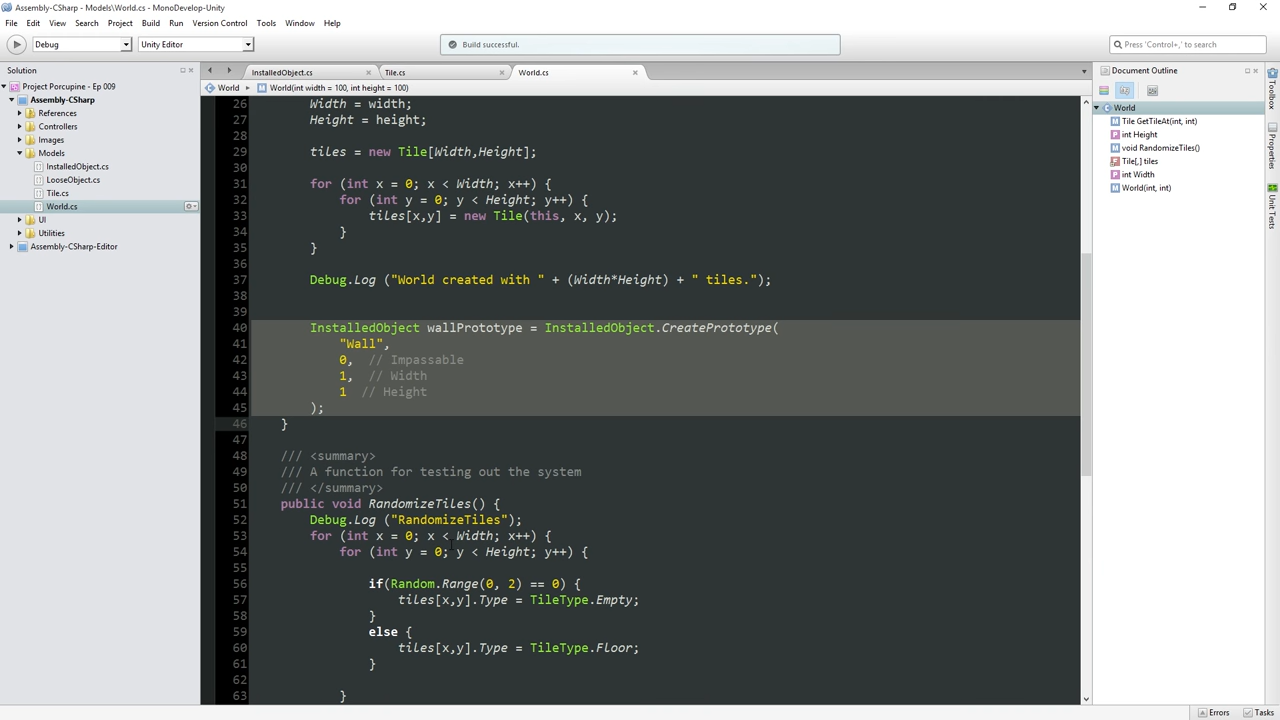 Assembly-CSharp - Models\World.cs - MonoDevelop-Unity
File Edit View Search Project Build Run Version Control Tools Window Help
Debug Unity Editor Build successful. Press 'Control+,' to search
Solution
Project Porcupine - Ep 009
Assembly-CSharp
References
Controllers
Images
Models
InstalledObject.cs
LooseObject.cs
Tile.cs
World.cs
UI
Utilities
Assembly-CSharp-Editor
InstalledObject.cs Tile.cs World.cs
World World(int width = 100, int height = 100)
26 Width = width;
27 Height = height;
28
29 tiles = new Tile[Width,Height];
30
31 for (int x = 0; x < Width; x++) {
32 for (int y = 0; y < Height; y++) {
33 tiles[x,y] = new Tile(this, x, y);
34 }
35 }
36
37 Debug.Log ("World created with " + (Width*Height) + " tiles.");
38
39
40 InstalledObject wallPrototype = InstalledObject.CreatePrototype(
41 "Wall",
42 0, // Impassable
43 1, // Width
44 1 // Height
45 );
46 }
47
48 /// <summary>
49 /// A function for testing out the system
50 /// </summary>
51 public void RandomizeTiles() {
52 Debug.Log ("RandomizeTiles");
53 for (int x = 0; x < Width; x++) {
54 for (int y = 0; y < Height; y++) {
55
56 if(Random.Range(0, 2) == 0) {
57 tiles[x,y].Type = TileType.Empty;
58 }
59 else {
60 tiles[x,y].Type = TileType.Floor;
61 }
62
63 }
Document Outline
World
Tile GetTileAt(int, int)
int Height
void RandomizeTiles()
Tile[,] tiles
int Width
World(int, int)
Toolbox
Properties
Unit Tests
Errors Tasks